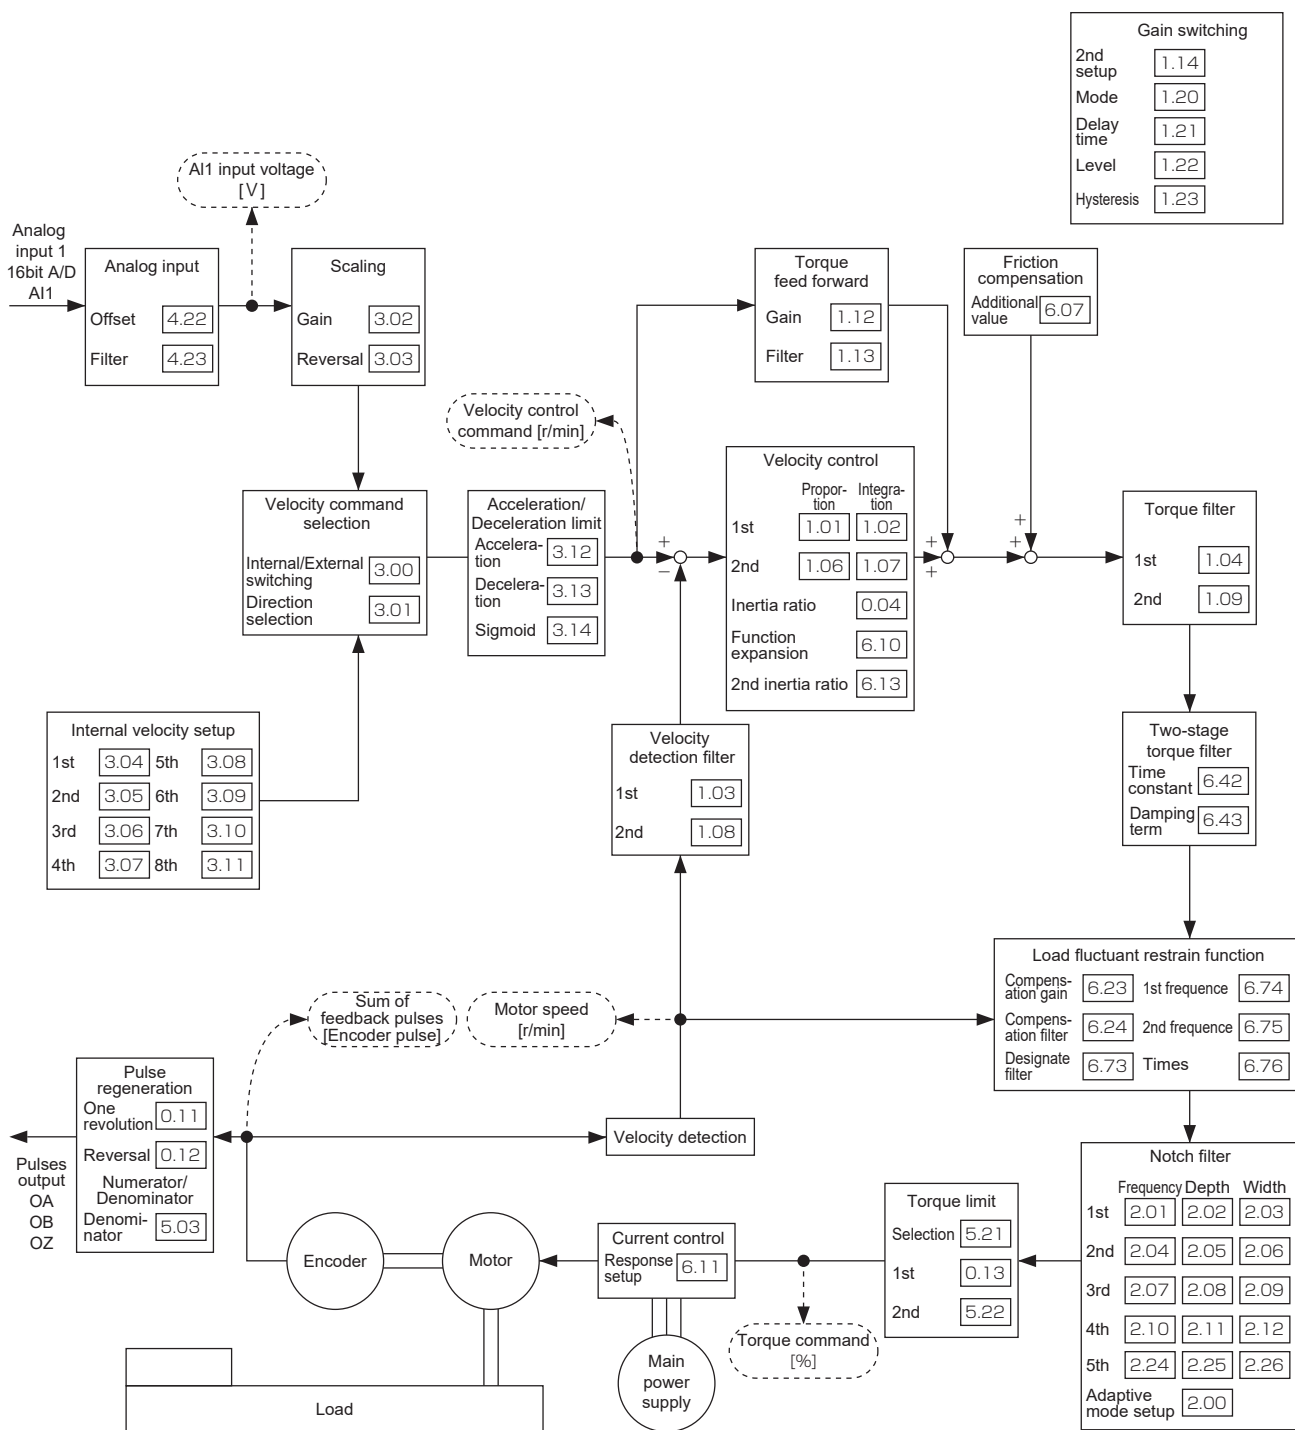 Gain switching
2nd
setup 1.14
Mode 1.20
Delay
time 1.21
Level 1.22
Hysteresis 1.23
AI1 input voltage
[V]
Analog
input 1
16bit A/D
AI1
Analog input
Offset 4.22
Filter 4.23
Scaling
Gain 3.02
Reversal 3.03
Torque
feed forward
Gain 1.12
Filter 1.13
Friction
compensation
Additional
value 6.07
Velocity control
command [r/min]
Velocity command
selection
Internal/External
switching 3.00
Direction
selection 3.01
Acceleration/
Deceleration limit
Accelera-
tion 3.12
Decelera-
tion 3.13
Sigmoid 3.14
+
−
Velocity control
Propor-
tion
Integra-
tion
1st 1.01 1.02
2nd 1.06 1.07
Inertia ratio 0.04
Function
expansion 6.10
2nd inertia ratio 6.13
+
+
+
+
Torque filter
1st 1.04
2nd 1.09
Internal velocity setup
1st 3.04 5th 3.08
2nd 3.05 6th 3.09
3rd 3.06 7th 3.10
4th 3.07 8th 3.11
Velocity
detection filter
1st 1.03
2nd 1.08
Two-stage
torque filter
Time
constant 6.42
Damping
term 6.43
Load fluctuant restrain function
Compens-
ation gain 6.23 1st frequence 6.74
Compens-
ation filter 6.24 2nd frequence 6.75
Designate
filter 6.73 Times 6.76
Sum of
feedback pulses
[Encoder pulse]
Motor speed
[r/min]
Pulse
regeneration
One
revolution 0.11
Reversal 0.12
Numerator/
Denominator
Denomi-
nator 5.03
Pulses
output
OA
OB
OZ
Velocity detection
Notch filter
Frequency Depth Width
1st 2.01 2.02 2.03
2nd 2.04 2.05 2.06
3rd 2.07 2.08 2.09
4th 2.10 2.11 2.12
5th 2.24 2.25 2.26
Adaptive
mode setup 2.00
Torque limit
Selection 5.21
1st 0.13
2nd 5.22
Current control
Response
setup 6.11
Encoder
Motor
Torque command
[%]
Main
power
supply
Load